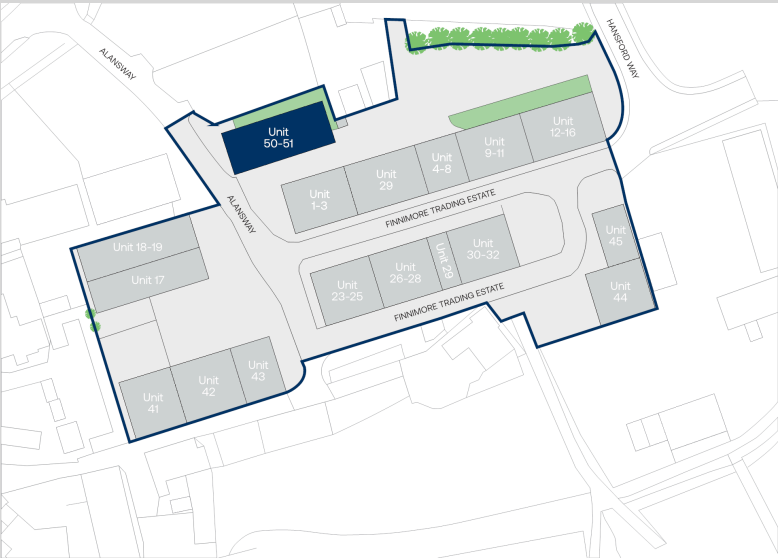 ALANSWAY
HANSFORD WAY
Unit
50-51
Unit
12-16
Unit
9-11
Unit
4-8
Unit
29
Unit
1-3
FINNIMORE TRADING ESTATE
ALANSWAY
Unit 18-19
Unit 17
Unit
45
Unit
44
Unit
30-32
Unit 29
Unit
26-28
Unit
23-25
FINNIMORE TRADING ESTATE
Unit
43
Unit
42
Unit
41